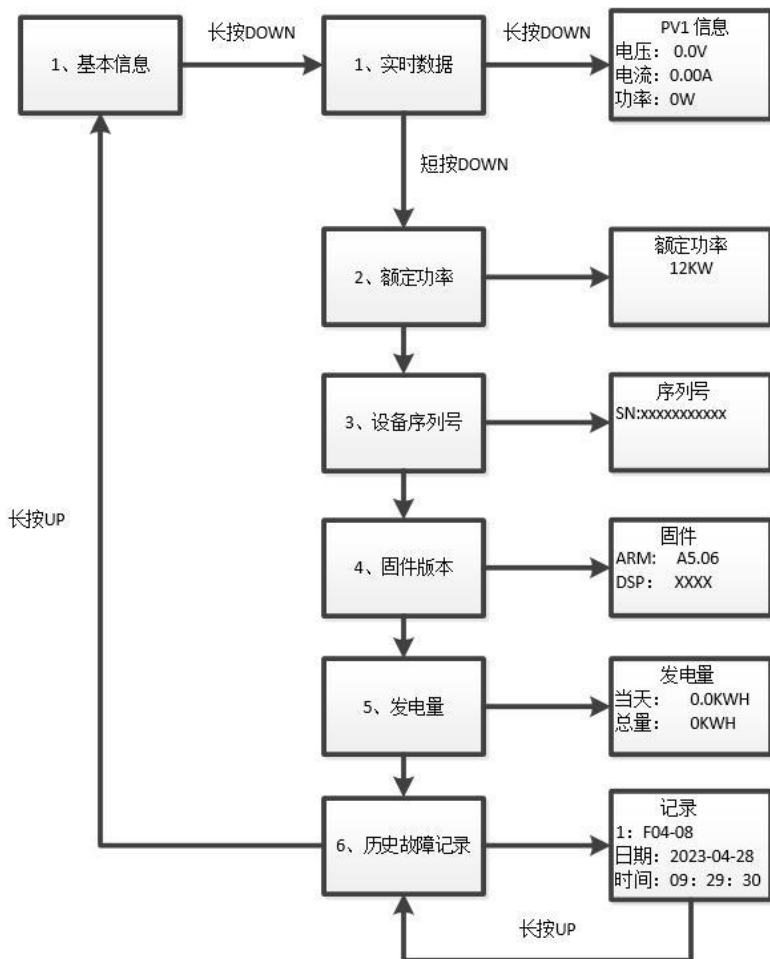 长按DOWN
长按DOWN
1、基本信息
1、实时数据
PV1 信息
电压： 0.0V
电流：0.00A
功率：0W
短按DOWN
2、额定功率
额定功率
12KW
3、设备序列号
序列号
SN:xxxxxxxxxxx
长按UP
4、固件版本
固件
ARM: A5.06
DSP： XXXX
5、发电量
发电量
当天： 0.0KWH
总量： 0KWH
6、历史故障记录
记录
1：F04-08
日期：2023-04-28
时间：09：29：30
长按UP